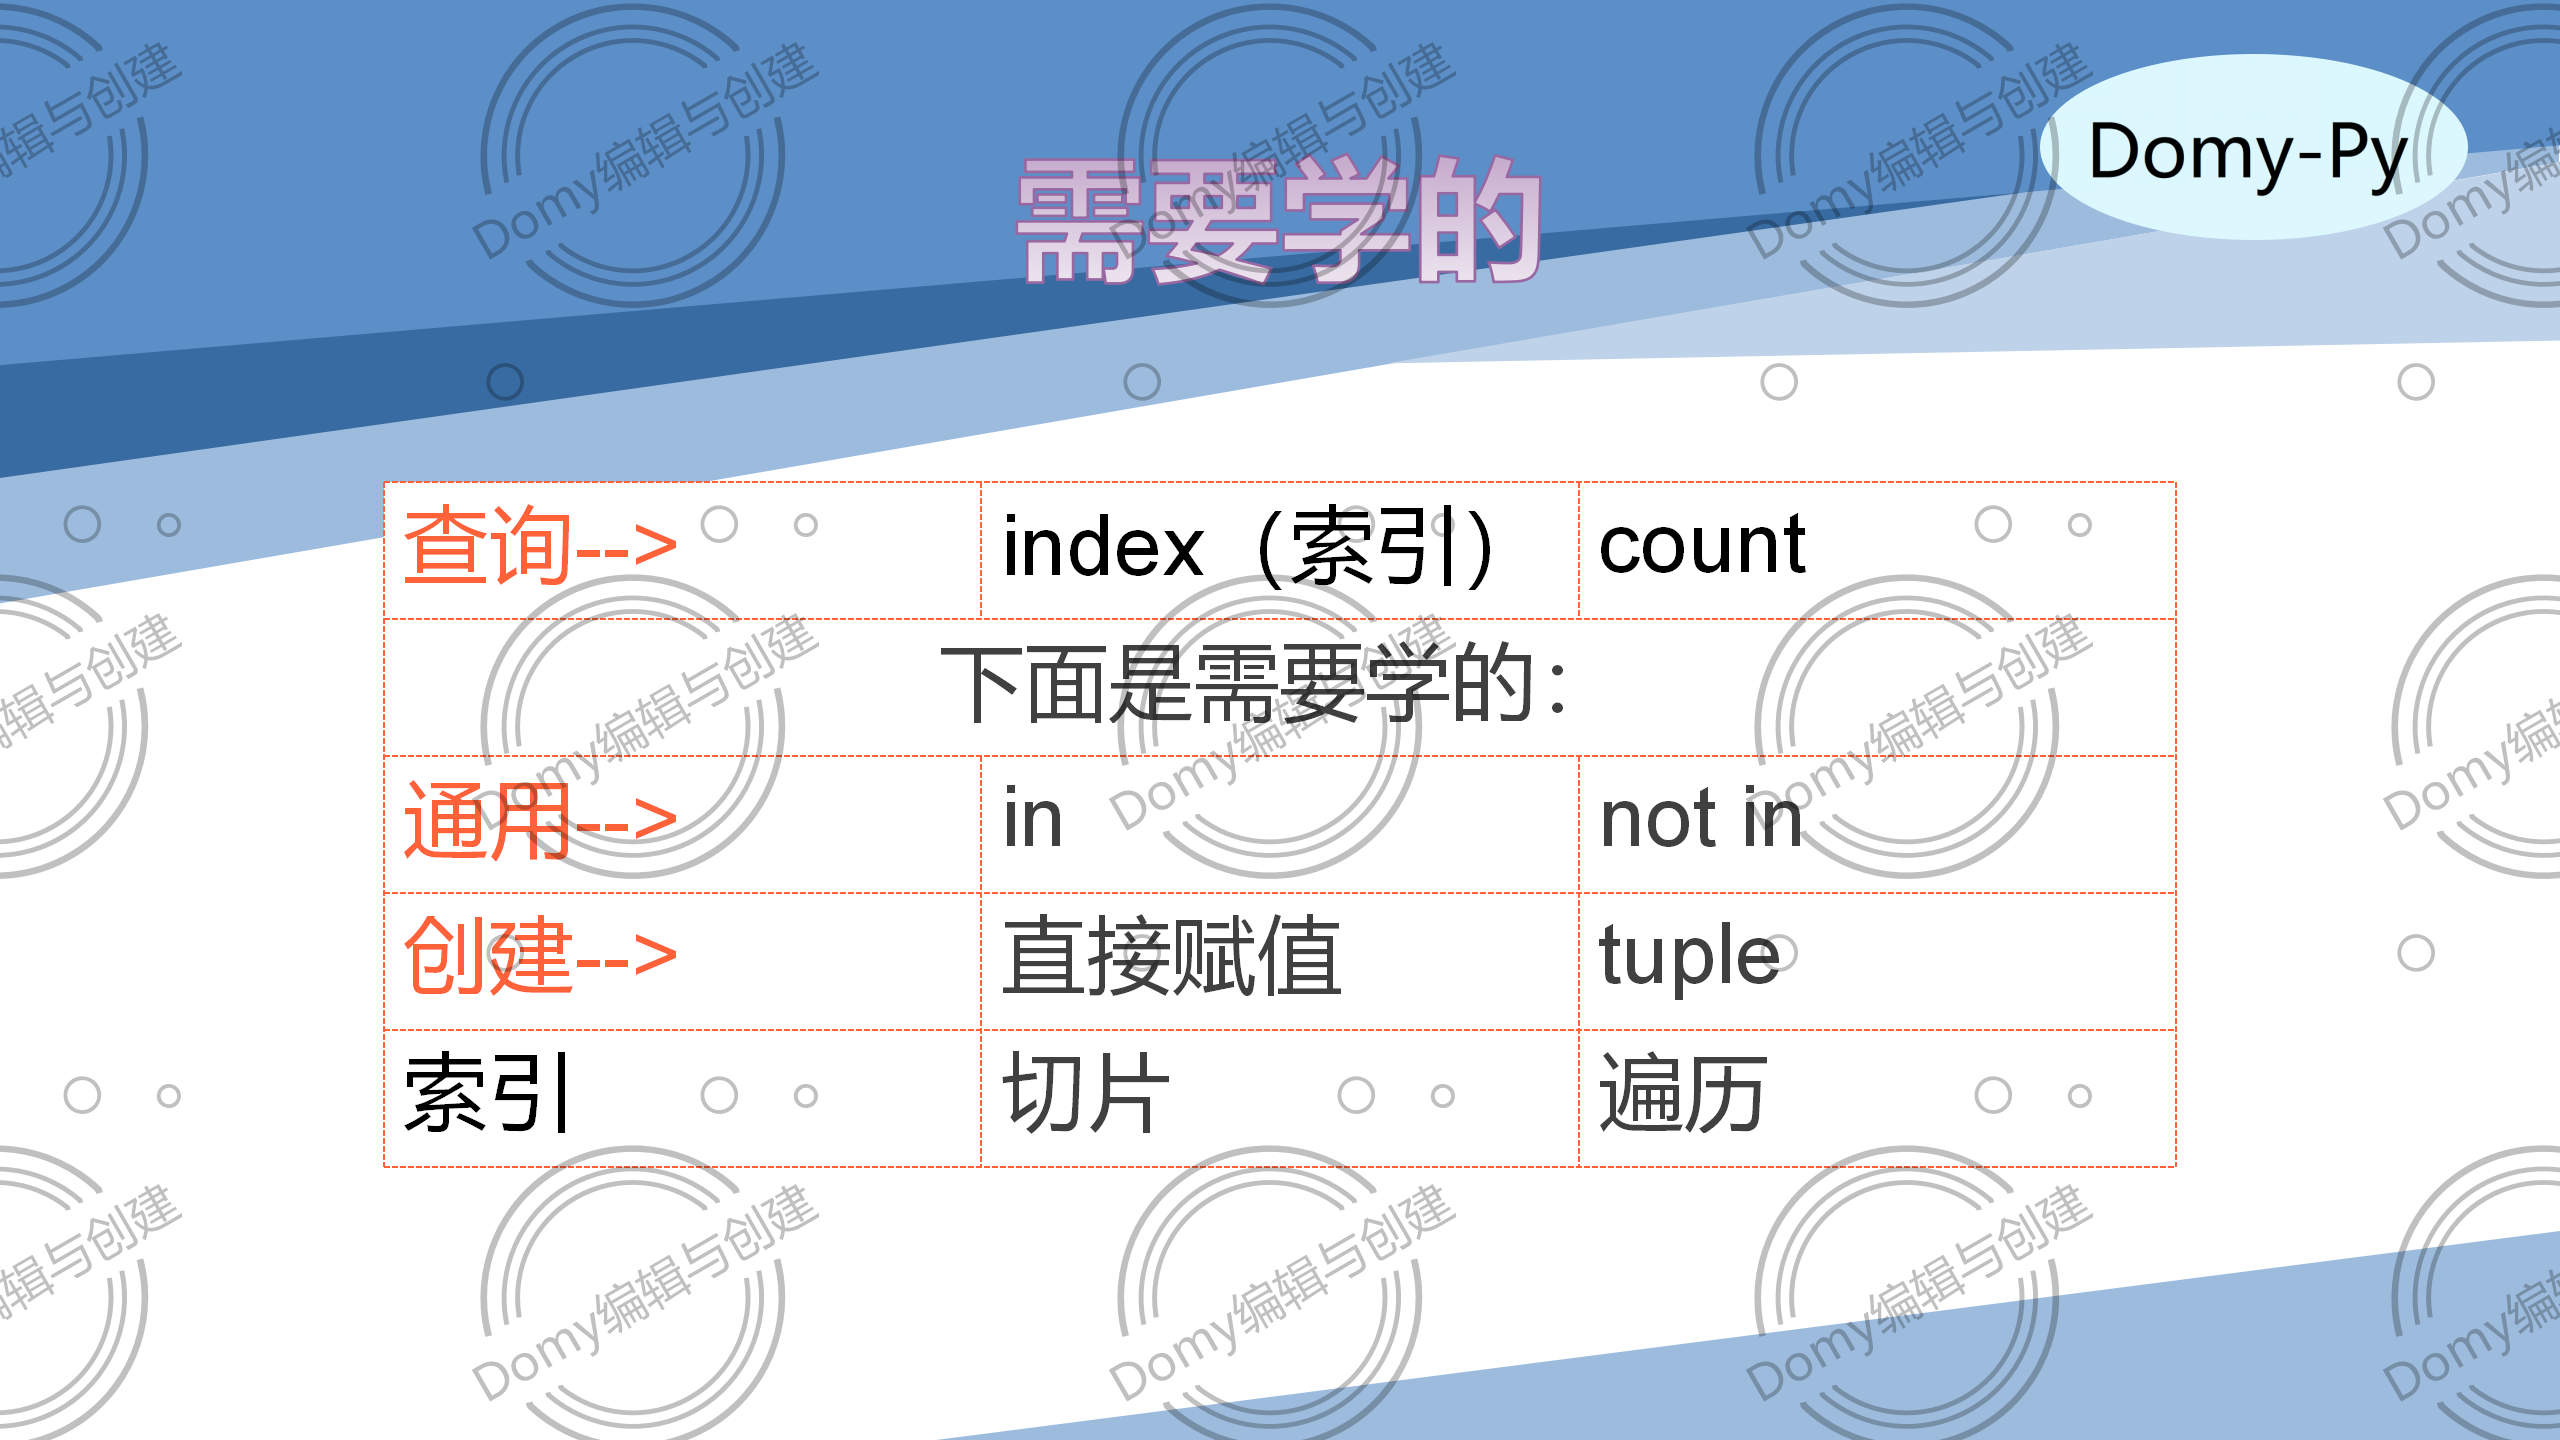 Domy-Py
需要学的
查询--> index（索引） count
下面是需要学的：
通用--> in not in
创建--> 直接赋值 tuple
索引 切片 遍历
Domy编辑与创建